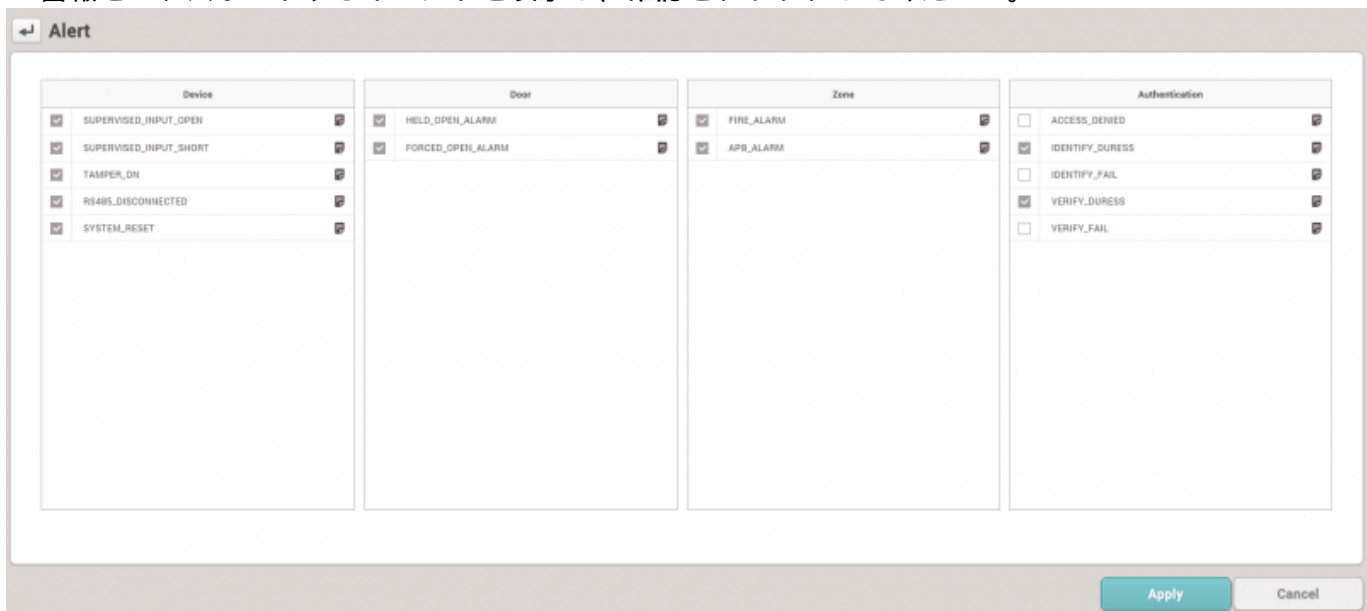 Alert
Device
SUPERVISED_INPUT_OPEN
SUPERVISED_INPUT_SHORT
TAMPER_ON
RS485_DISCONNECTED
SYSTEM_RESET
Door
HELD_OPEN_ALARM
FORCED_OPEN_ALARM
Zone
FIRE_ALARM
APB_ALARM
Authentication
ACCESS_DENIED
IDENTIFY_DURESS
IDENTIFY_FAIL
VERIFY_DURESS
VERIFY_FAIL
Apply
Cancel